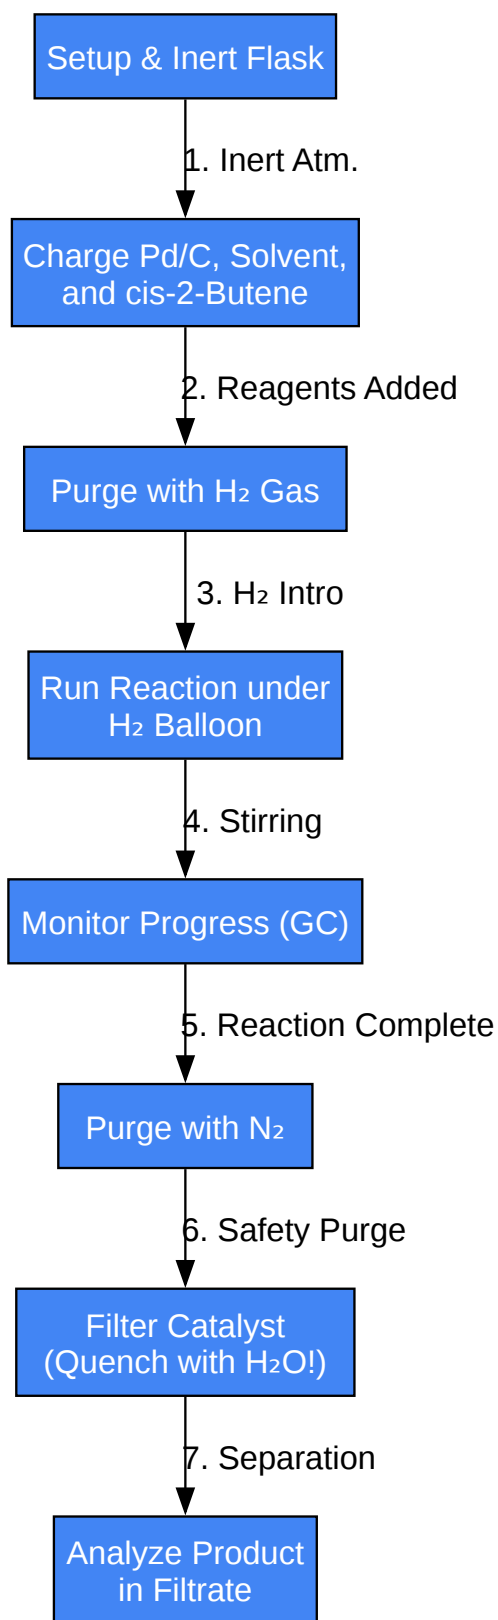 Setup & Inert Flask
1. Inert Atm.
Charge Pd/C, Solvent,
and cis-2-Butene
2. Reagents Added
Purge with H₂ Gas
3. H₂ Intro
Run Reaction under
H₂ Balloon
4. Stirring
Monitor Progress (GC)
5. Reaction Complete
Purge with N₂
6. Safety Purge
Filter Catalyst
(Quench with H₂O!)
7. Separation
Analyze Product
in Filtrate